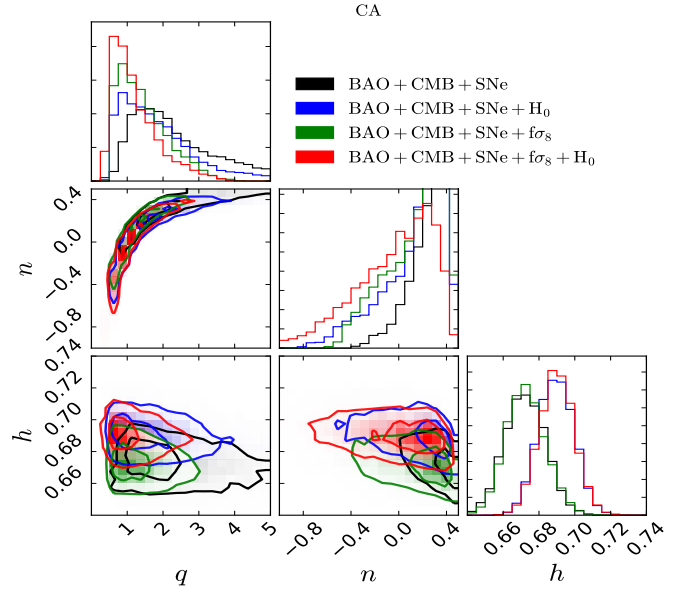 CA
BAO + CMB + SNe
BAO + CMB + SNe + H₀
BAO + CMB + SNe + fσ₈
BAO + CMB + SNe + fσ₈ + H₀
n
0.4
0.0
−0.4
−0.8
h
0.74
0.72
0.70
0.68
0.66
1 2 3 4 5
q
−0.8 −0.4 0.0 0.4
n
0.66 0.68 0.70 0.72 0.74
h